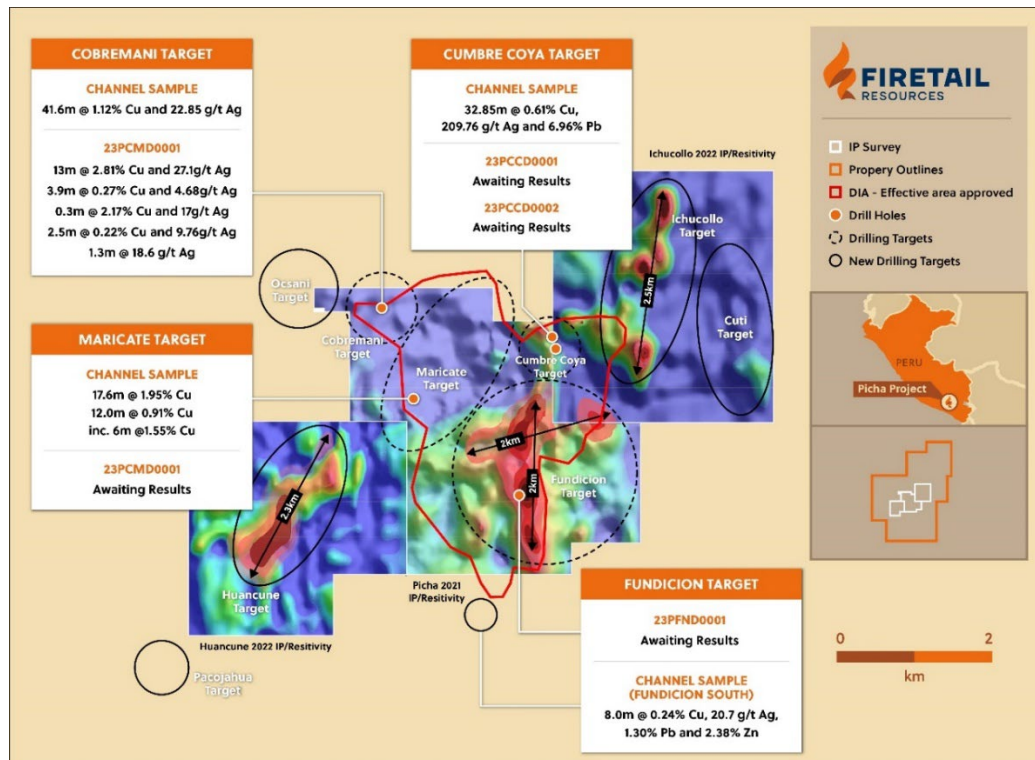 COBREMANI TARGET
CHANNEL SAMPLE
41.6m @ 1.12% Cu and 22.85 g/t Ag
23PCMD0001
13m @ 2.81% Cu and 27.1g/t Ag
3.9m @ 0.27% Cu and 4.68g/t Ag
0.3m @ 2.17% Cu and 17g/t Ag
2.5m @ 0.22% Cu and 9.76g/t Ag
1.3m @ 18.6 g/t Ag
CUMBRE COYA TARGET
CHANNEL SAMPLE
32.85m @ 0.61% Cu,
209.76 g/t Ag and 6.96% Pb
23PCCD0001
Awaiting Results
23PCCD0002
Awaiting Results
FIRETAIL
RESOURCES
IP Survey
Propery Outlines
DIA - Effective area approved
Drill Holes
Drilling Targets
New Drilling Targets
Ichucollo 2022 IP/Resitivity
Ichucollo
Target
2.5km
Cuti
Target
Ocsani
Target
Cobremani
Target
Maricate
Target
Cumbre Coya
Target
MARICATE TARGET
CHANNEL SAMPLE
17.6m @ 1.95% Cu
12.0m @ 0.91% Cu
inc. 6m @1.55% Cu
23PCMD0001
Awaiting Results
PERU
Picha Project
2km
2km
Fundicion
Target
2.3km
Huancune
Target
Picha 2021
IP/Resitivity
Huancune 2022 IP/Resitivity
Pacojahua
Target
FUNDICION TARGET
23PFND0001
Awaiting Results
CHANNEL SAMPLE
(FUNDICION SOUTH)
8.0m @ 0.24% Cu, 20.7 g/t Ag,
1.30% Pb and 2.38% Zn
0 2
km